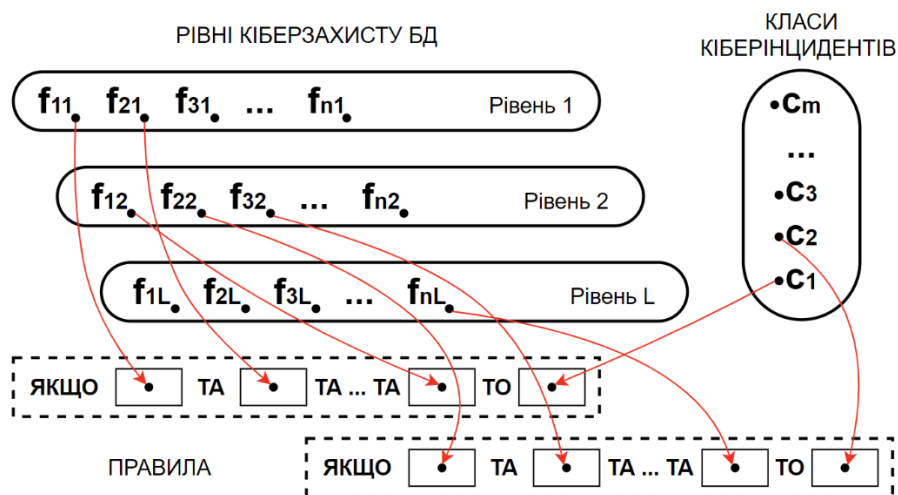 РІВНІ КІБЕРЗАХИСТУ БД
КЛАСИ
КІБЕРІНЦИДЕНТІВ
f11 f21 f31 ... fn1 Рівень 1
f12 f22 f32 ... fn2 Рівень 2
f1L f2L f3L ... fnL Рівень L
Cm
...
C3
C2
C1
ЯКЩО ТА ТА ... ТА ТО
ПРАВИЛА
ЯКЩО ТА ТА ... ТА ТО